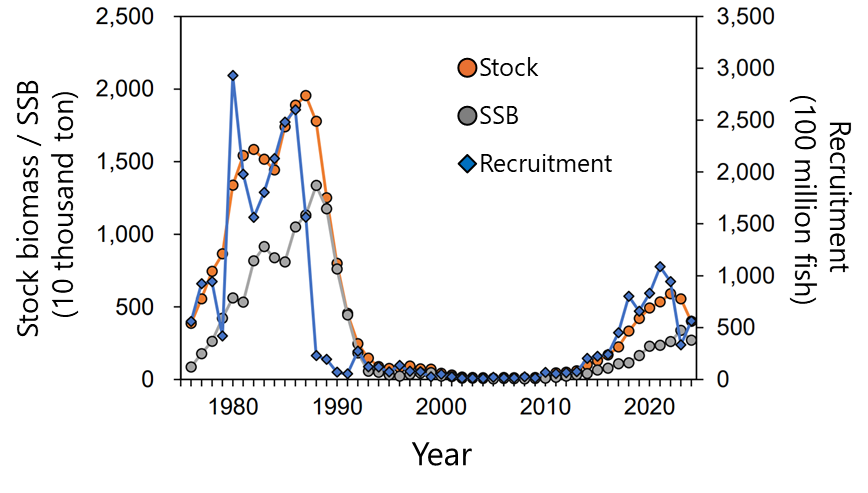 2,500
2,000
1,500
1,000
500
0
Stock biomass / SSB
(10 thousand ton)
Stock
SSB
Recruitment
3,500
3,000
2,500
2,000
1,500
1,000
500
0
Recruitment
(100 million fish)
1980
1990
2000
2010
2020
Year